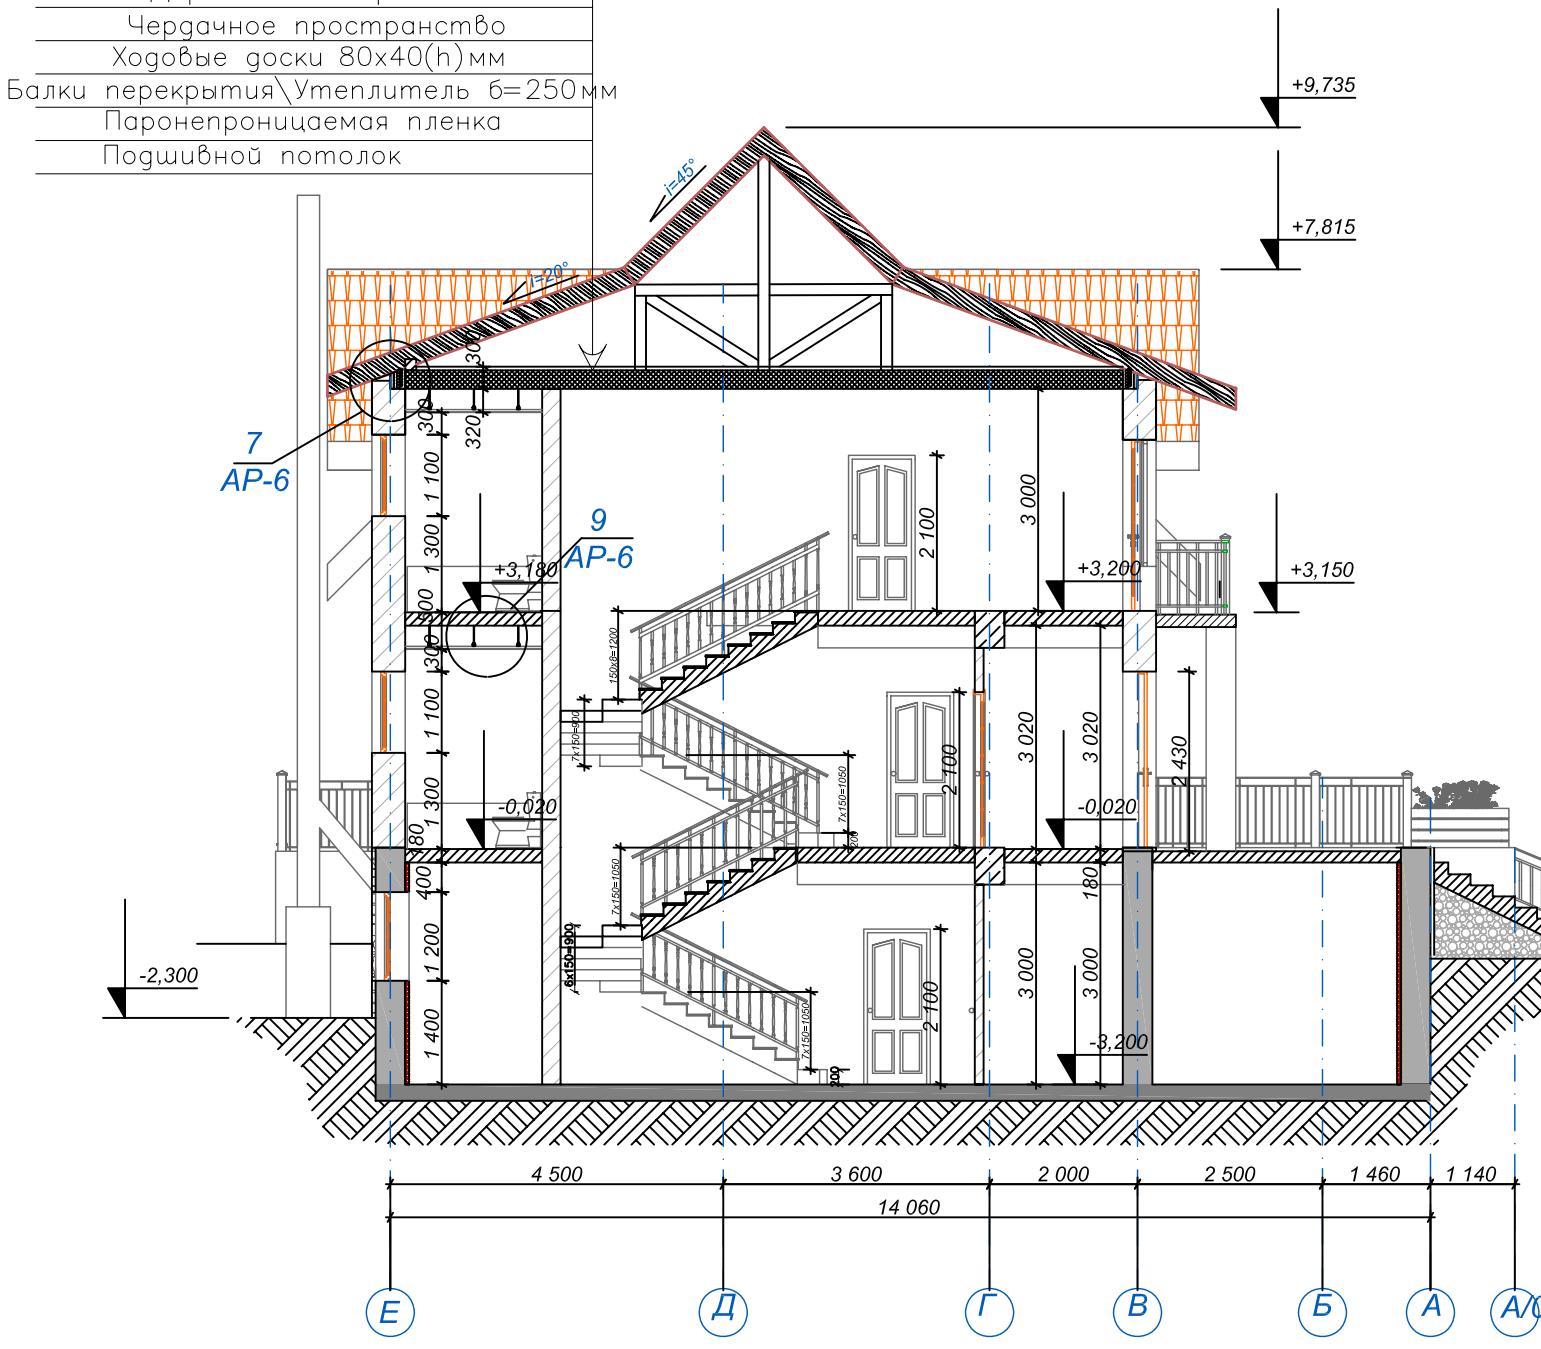 Чердачное пространство
Ходовые доски 80х40(h)мм
Балки перекрытия\Утеплитель б=250мм
Паронепроницаемая пленка
Подшивной потолок
+9,735
i=45°
+7,815
i=20°
300
300
320
7
АР-6
1 100
3 000
2 100
9
АР-6
1 300
+3,180
+3,200
+3,150
300
300
150х8=1200
1 100
7х150=900
3 020
3 020
2 430
2 100
7х150=1050
1 300
-0,020
-0,020
180
200
400
7х150=1050
180
1 200
6х150=900
-2,300
3 000
3 000
2 100
1 400
7х150=1050
-3,200
200
4 500
3 600
2 000
2 500
1 460
1 140
14 060
Е
Д
Г
В
Б
А